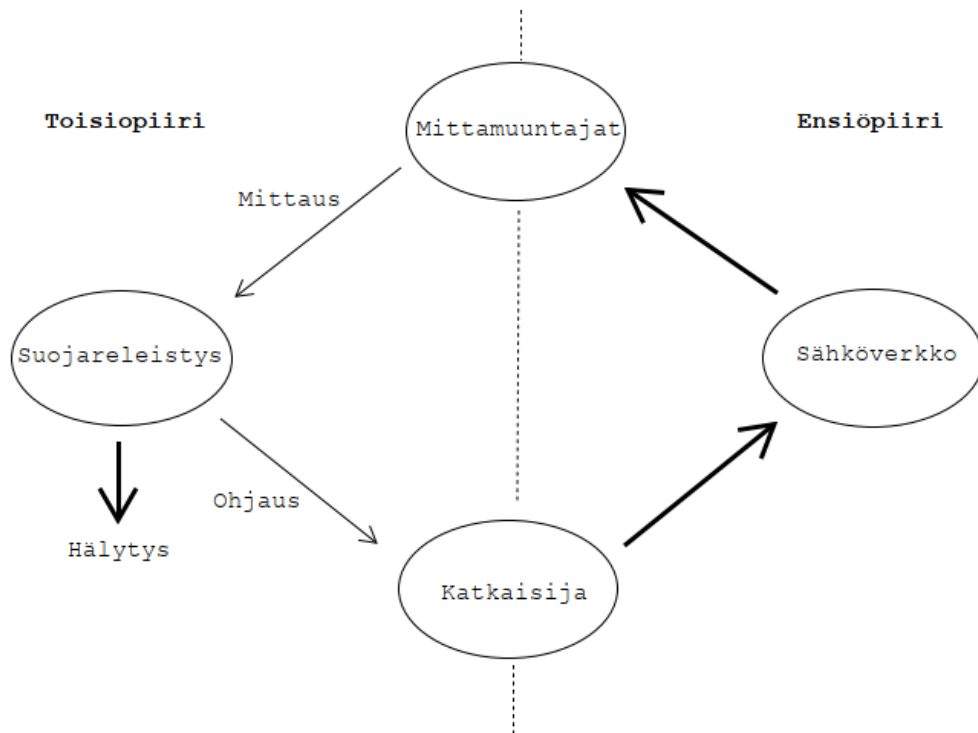 Toisiopiiri
Mittamuuntajat
Ensiöpiiri
Mittaus
Suojareleistys
Sähköverkko
Ohjaus
Hälytys
Katkaisija